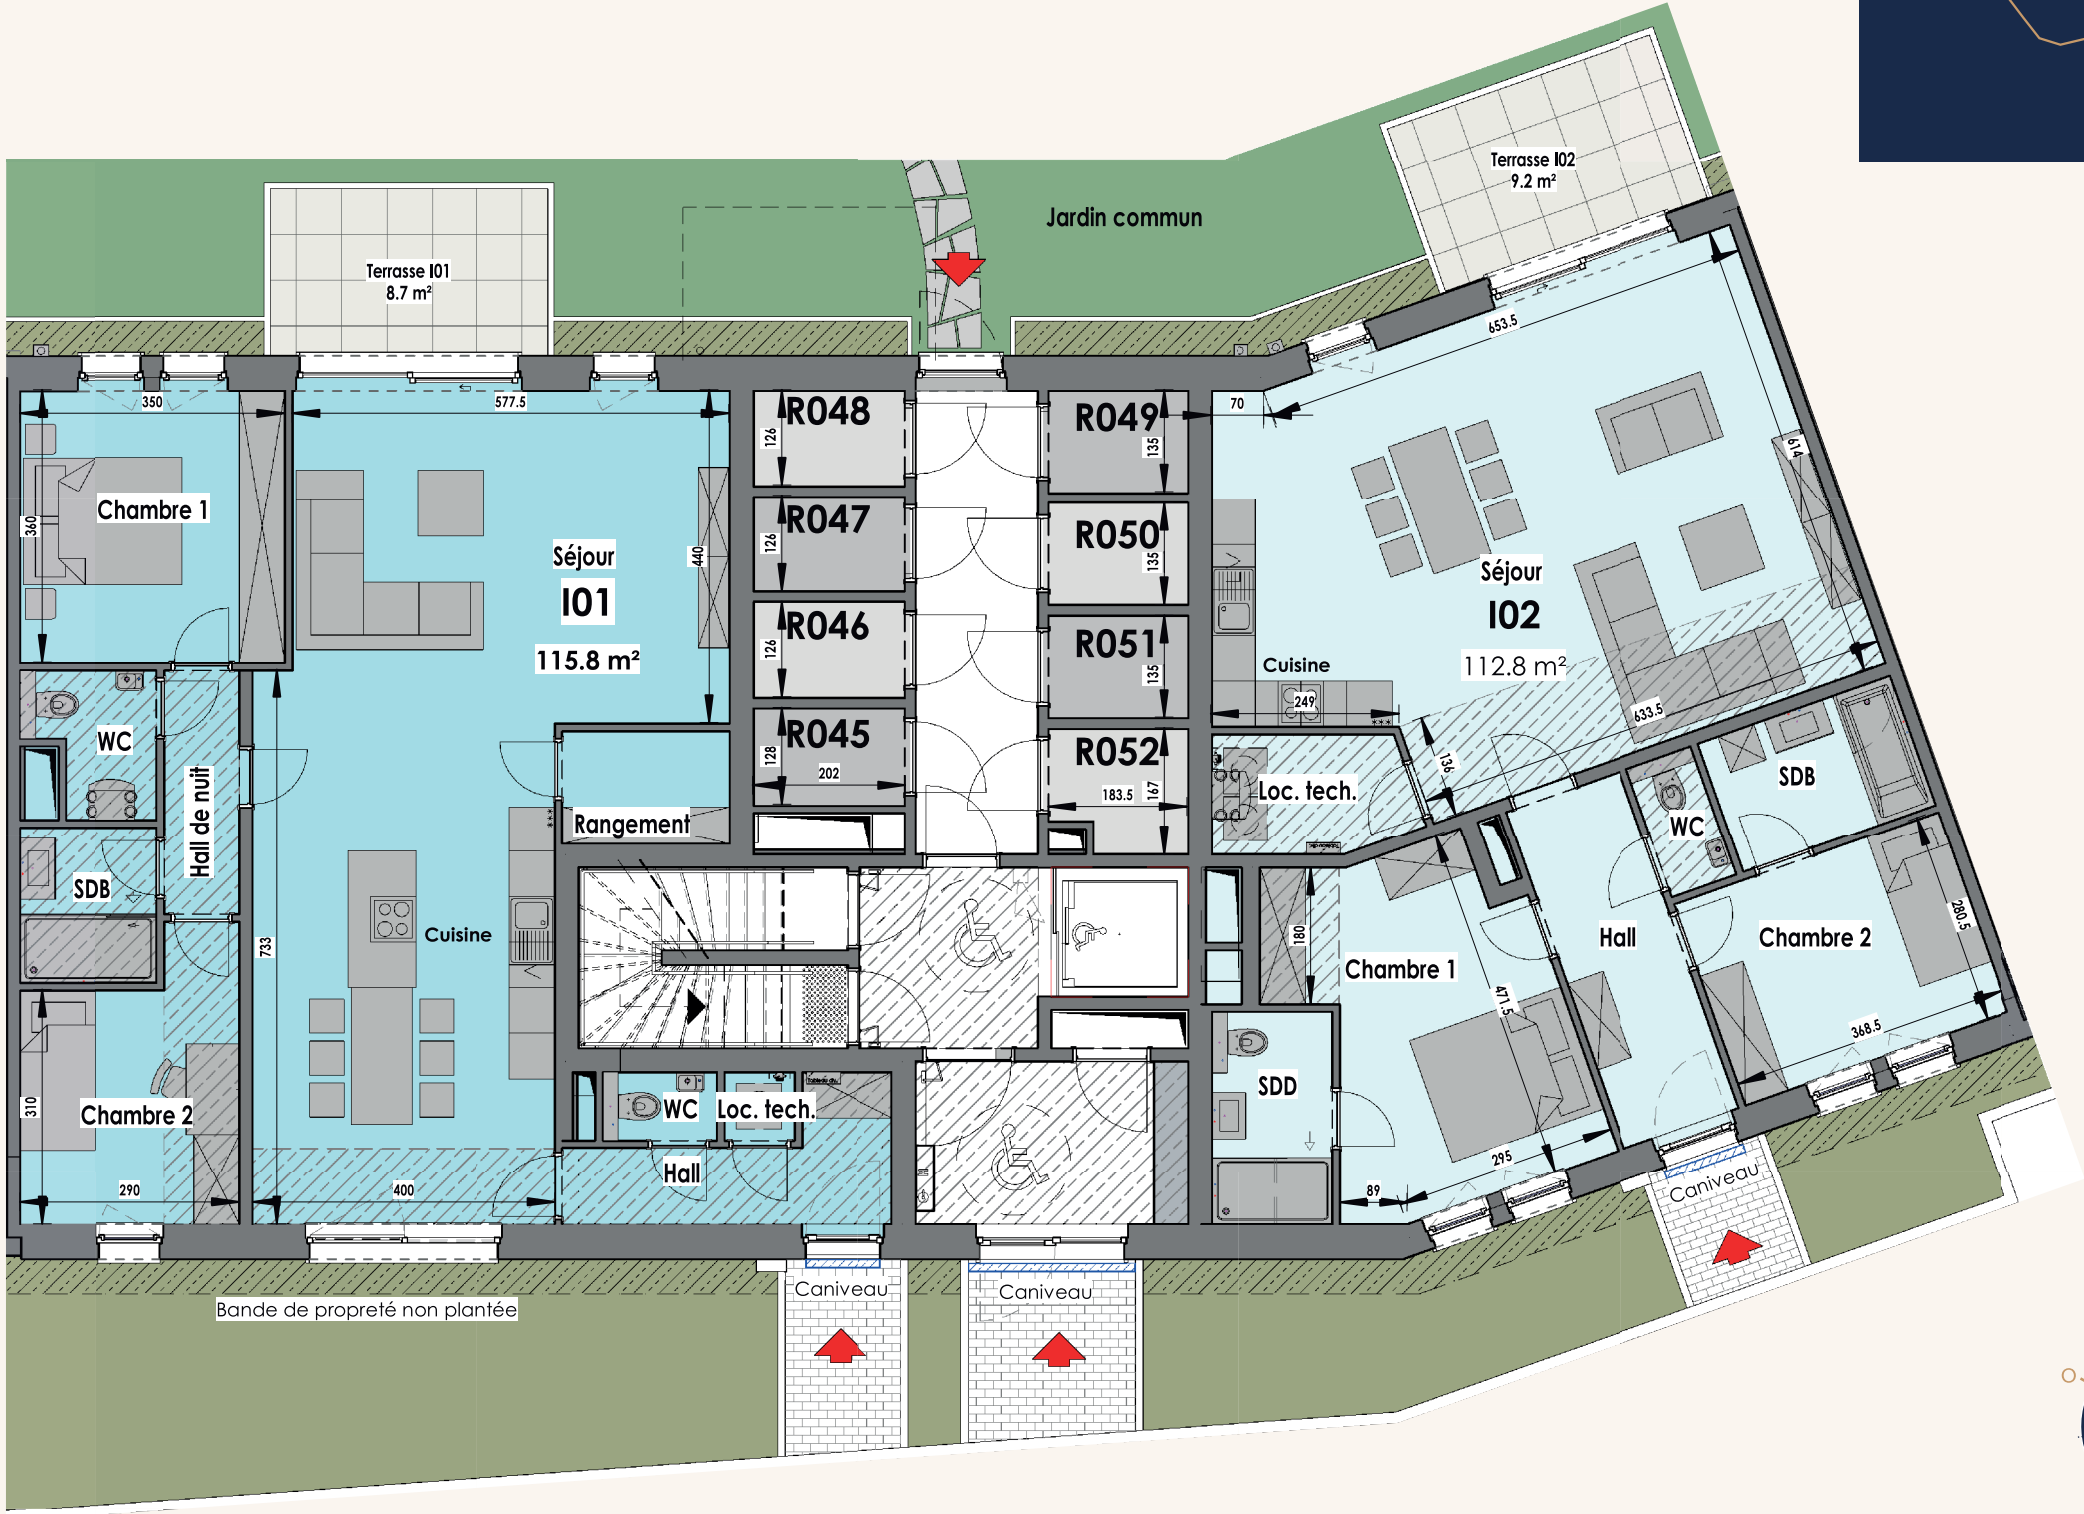 Terrasse I02
9.2 m²
Jardin commun
Terrasse I01
8.7 m²
653.5
350
577.5
70
R048
126
R049
135
614
Chambre 1
360
Séjour
I01
115.8 m²
440
R047
126
R050
135
Séjour
I02
112.8 m²
R046
126
R051
135
Cuisine
249
633.5
136
WC
Hall de nuit
R045
128
202
R052
183.5
167
Loc. tech.
SDB
WC
Rangement
SDB
Cuisine
733
180
Chambre 1
471.5
Hall
Chambre 2
280.5
368.5
310
Chambre 2
290
400
WC
Loc. tech.
Tableau div.
Hall
SDD
89
295
Caniveau
Caniveau
Caniveau
Bande de propreté non plantée